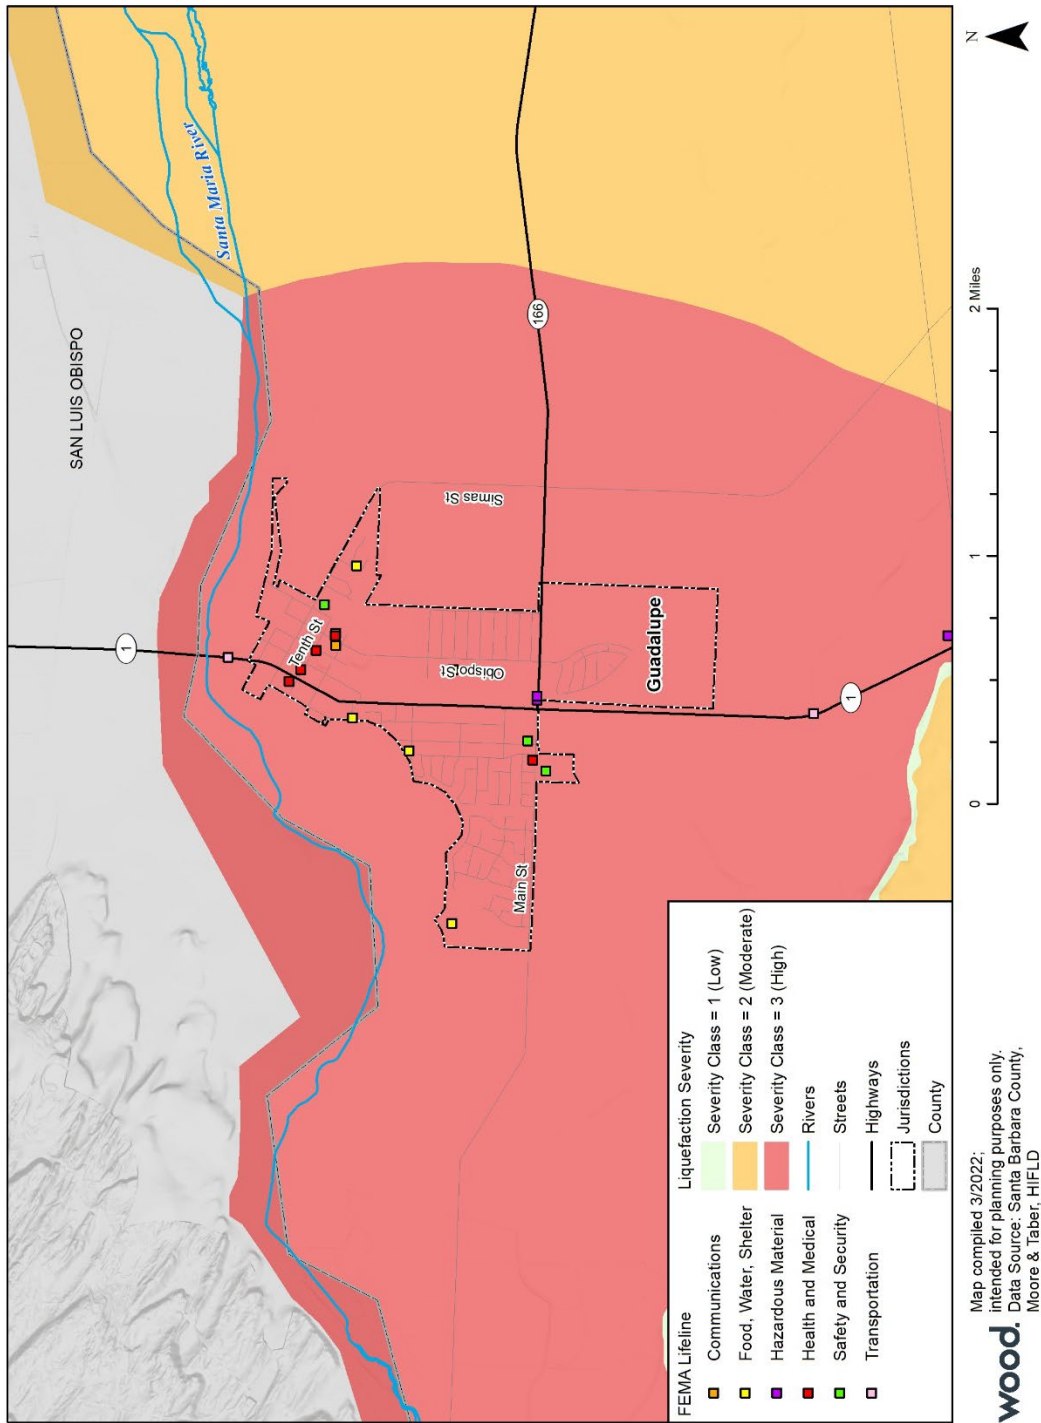 SAN LUIS OBISPO
Santa Maria River
1
Tenth St
Simas St
Obispo St
166
Guadalupe
Main St
1
FEMA Lifeline
Communications
Food, Water, Shelter
Hazardous Material
Health and Medical
Safety and Security
Transportation
Liquefaction Severity
Severity Class = 1 (Low)
Severity Class = 2 (Moderate)
Severity Class = 3 (High)
Rivers
Streets
Highways
Jurisdictions
County
wood.
Map compiled 3/2022;
intended for planning purposes only.
Data Source: Santa Barbara County,
Moore & Taber, HIFLD
0
1
2 Miles
N